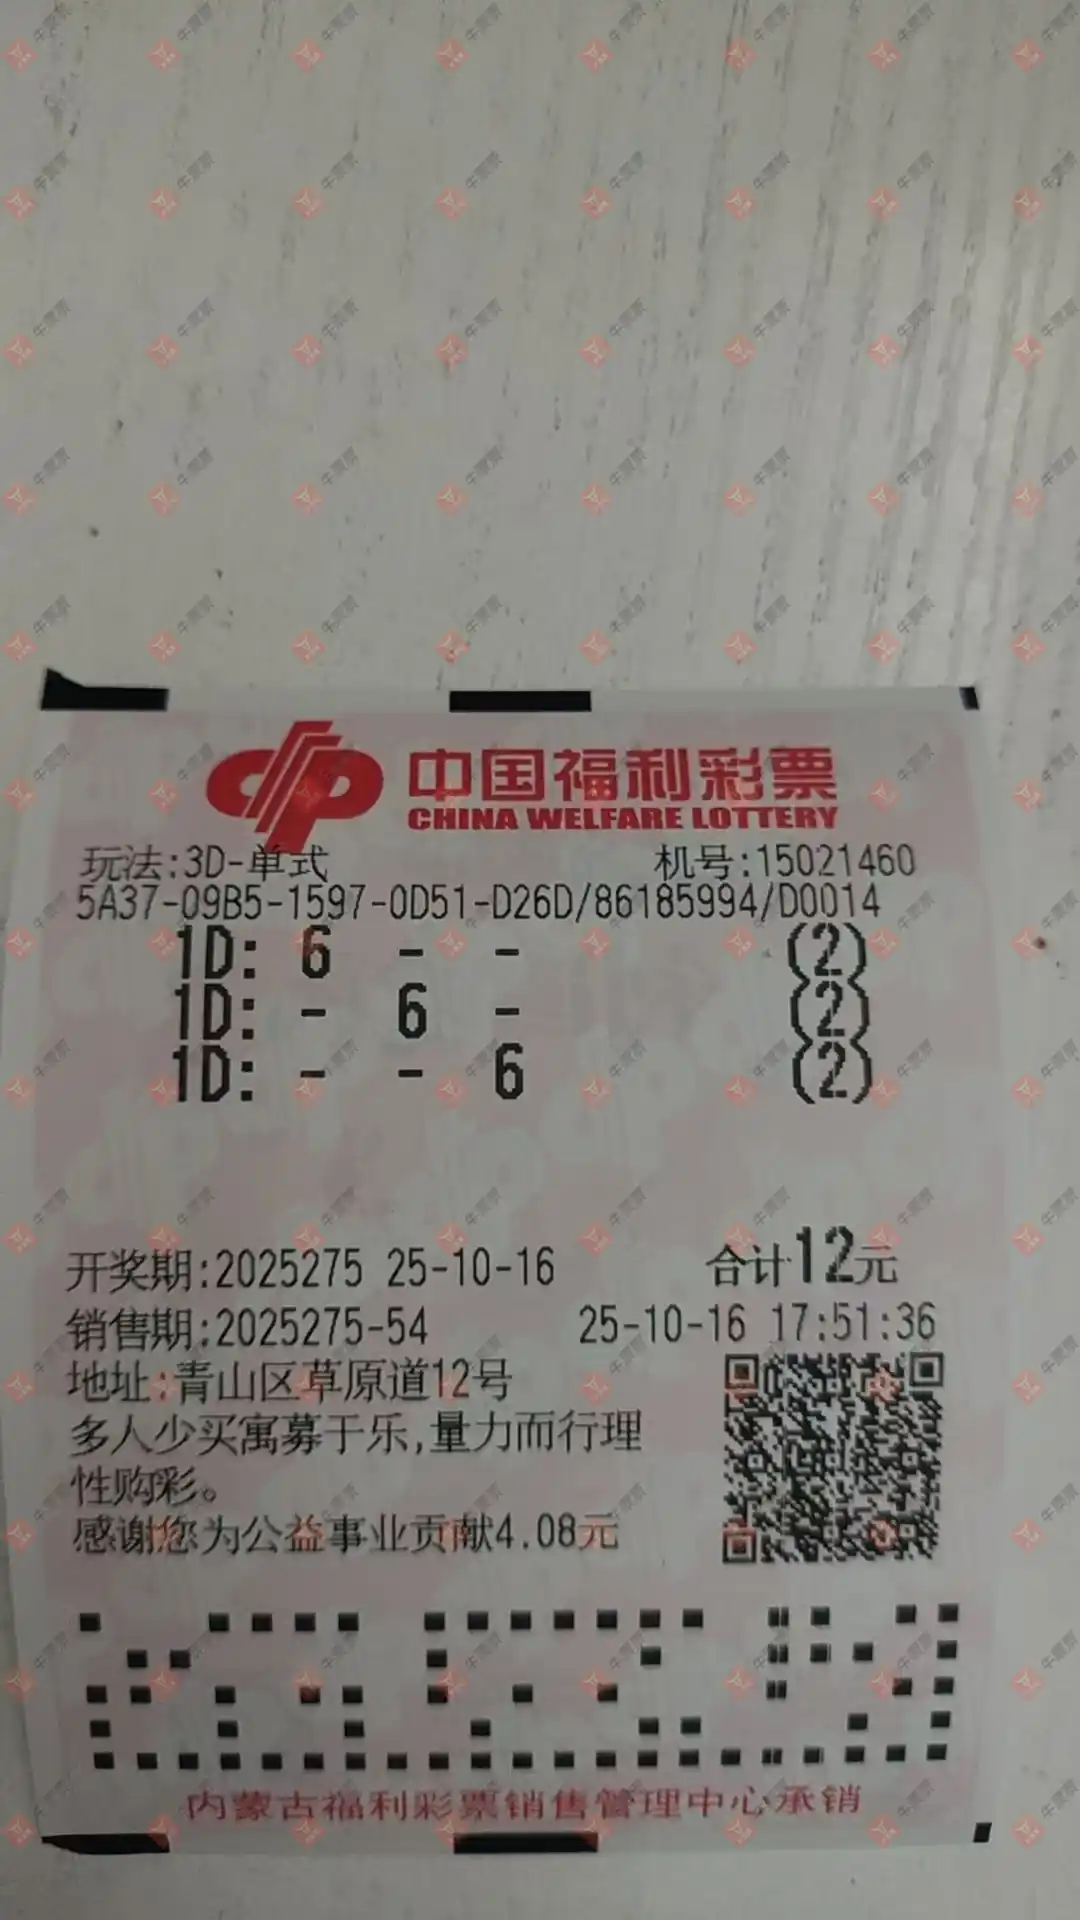 中国福利彩票
CHINA WELFARE LOTTERY
玩法:3D-单式 机号:15021460
5A37-09B5-1597-0D51-D26D/86185994/D0014
1D: 6 - - (2)
1D: - 6 - (2)
1D: - - 6 (2)
开奖期:2025275 25-10-16 合计12元
销售期:2025275-54 25-10-16 17:51:36
地址:青山区草原道12号
多人少买寓募于乐,量力而行理
性购彩。
感谢您为公益事业贡献4.08元
内蒙古福利彩票销售管理中心承销